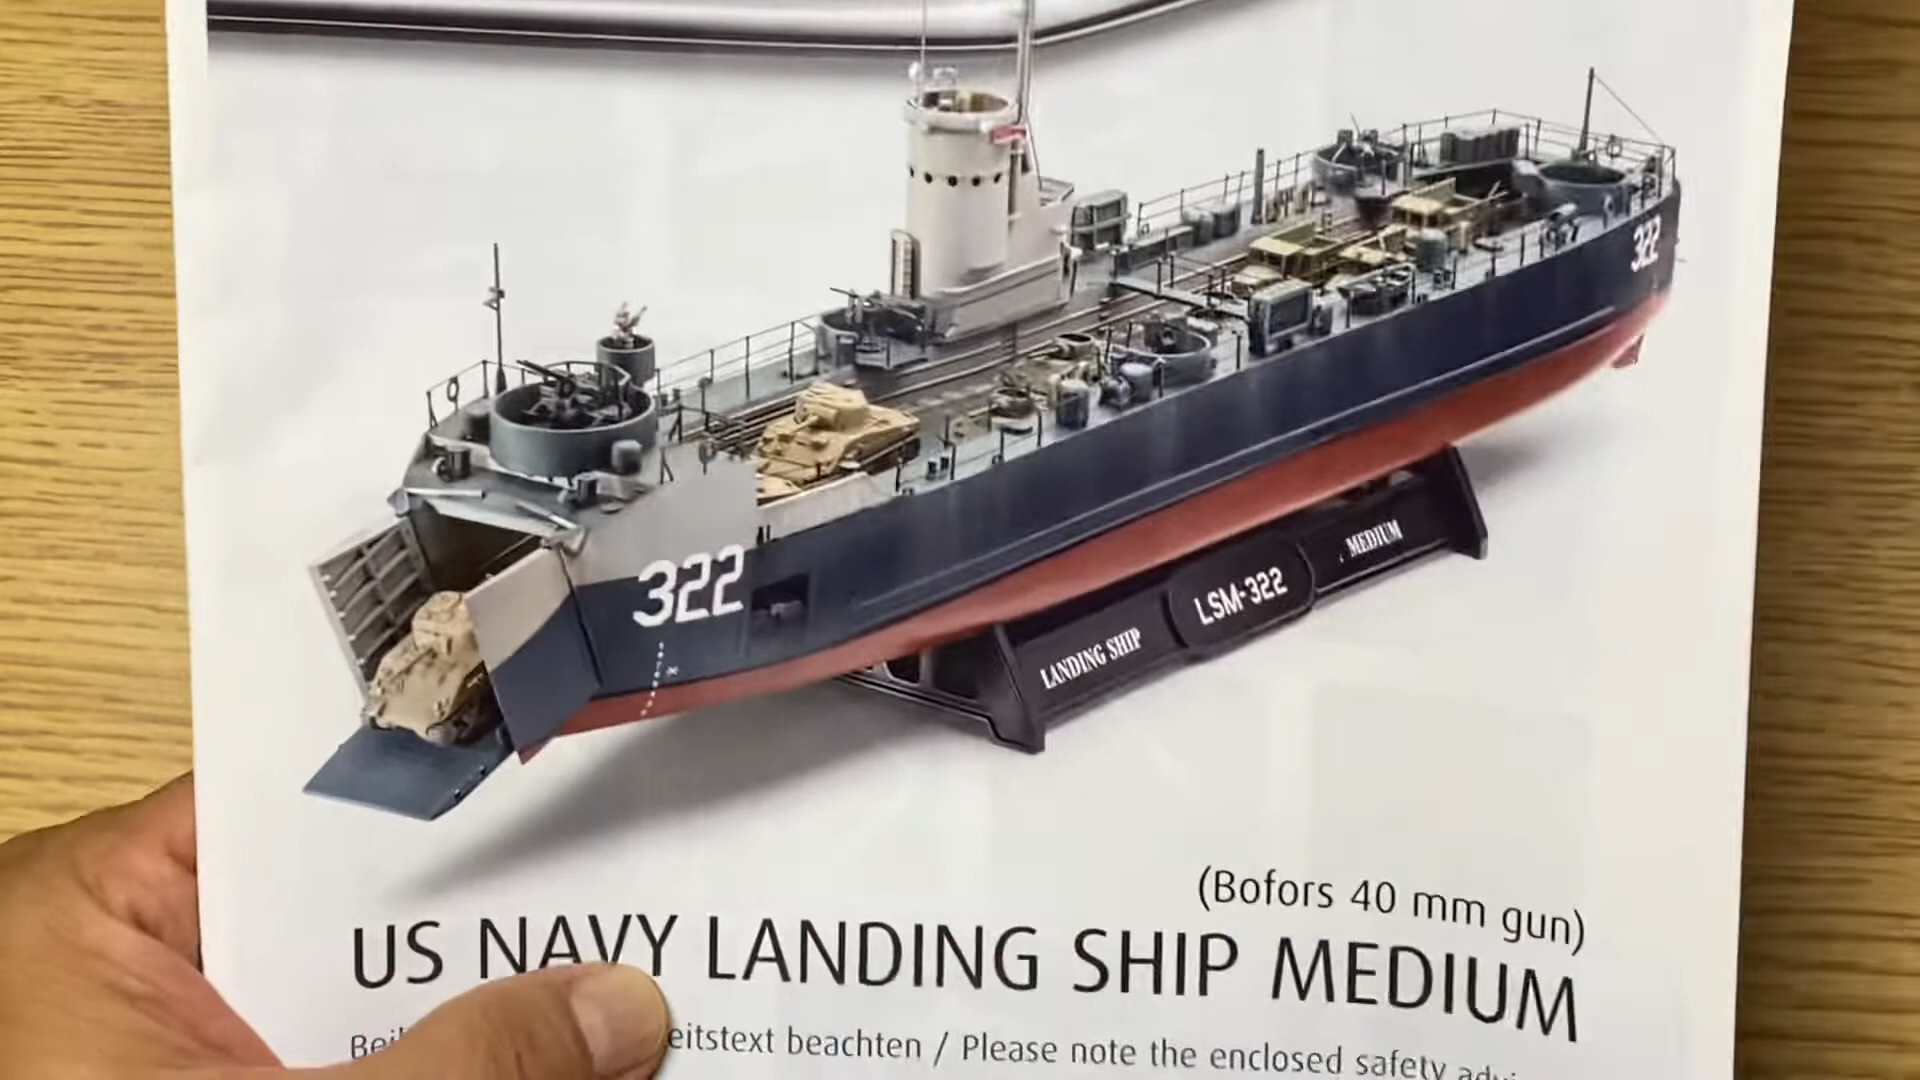 322
322
LANDING SHIP LSM-322 MEDIUM
(Bofors 40 mm gun)
US NAVY LANDING SHIP MEDIUM
beachten / Please note the enclosed safety